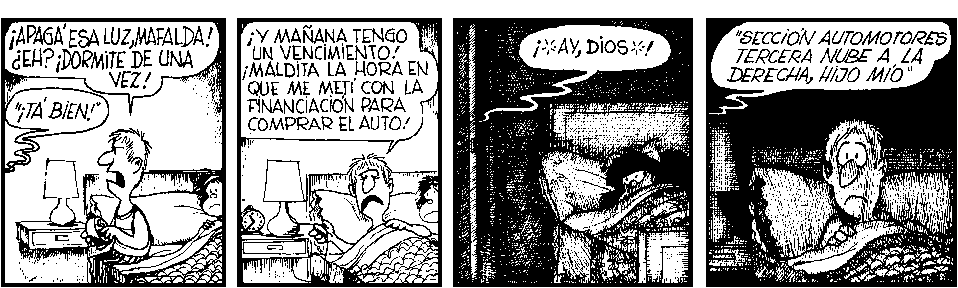 ¡APAGÁ ESA LUZ, MAFALDA!
¿EH? ¡DORMITE DE UNA
VEZ!
"¡TA' BIEN!"
¡Y MAÑANA TENGO
UN VENCIMIENTO!
¡MALDITA LA HORA EN
QUE ME METÍ CON LA
FINANCIACIÓN PARA
COMPRAR EL AUTO!
¡※AY, DIOS※!
"SECCIÓN AUTOMOTORES
TERCERA NUBE A LA
DERECHA, HIJO MÍO"